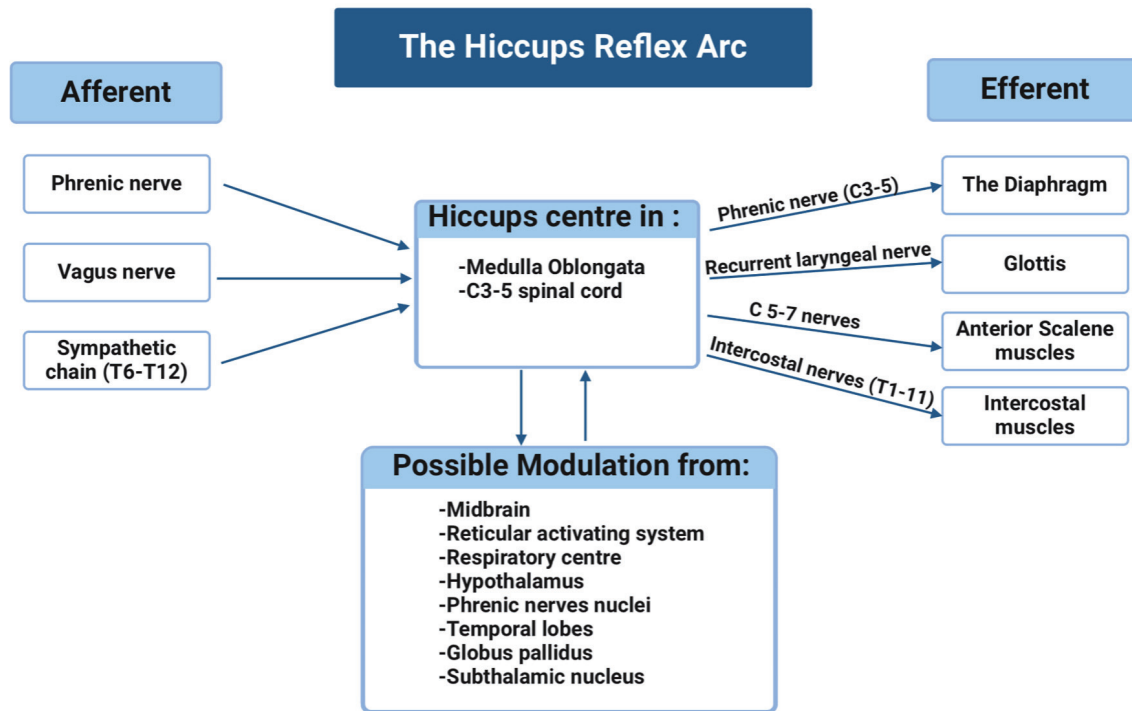 The Hiccups Reflex Arc
Afferent
Phrenic nerve
Vagus nerve
Sympathetic
chain (T6-T12)
Hiccups centre in :
-Medulla Oblongata
-C3-5 spinal cord
Phrenic nerve (C3-5)
Recurrent laryngeal nerve
C 5-7 nerves
Intercostal nerves (T1-11)
Efferent
The Diaphragm
Glottis
Anterior Scalene
muscles
Intercostal
muscles
Possible Modulation from:
-Midbrain
-Reticular activating system
-Respiratory centre
-Hypothalamus
-Phrenic nerves nuclei
-Temporal lobes
-Globus pallidus
-Subthalamic nucleus